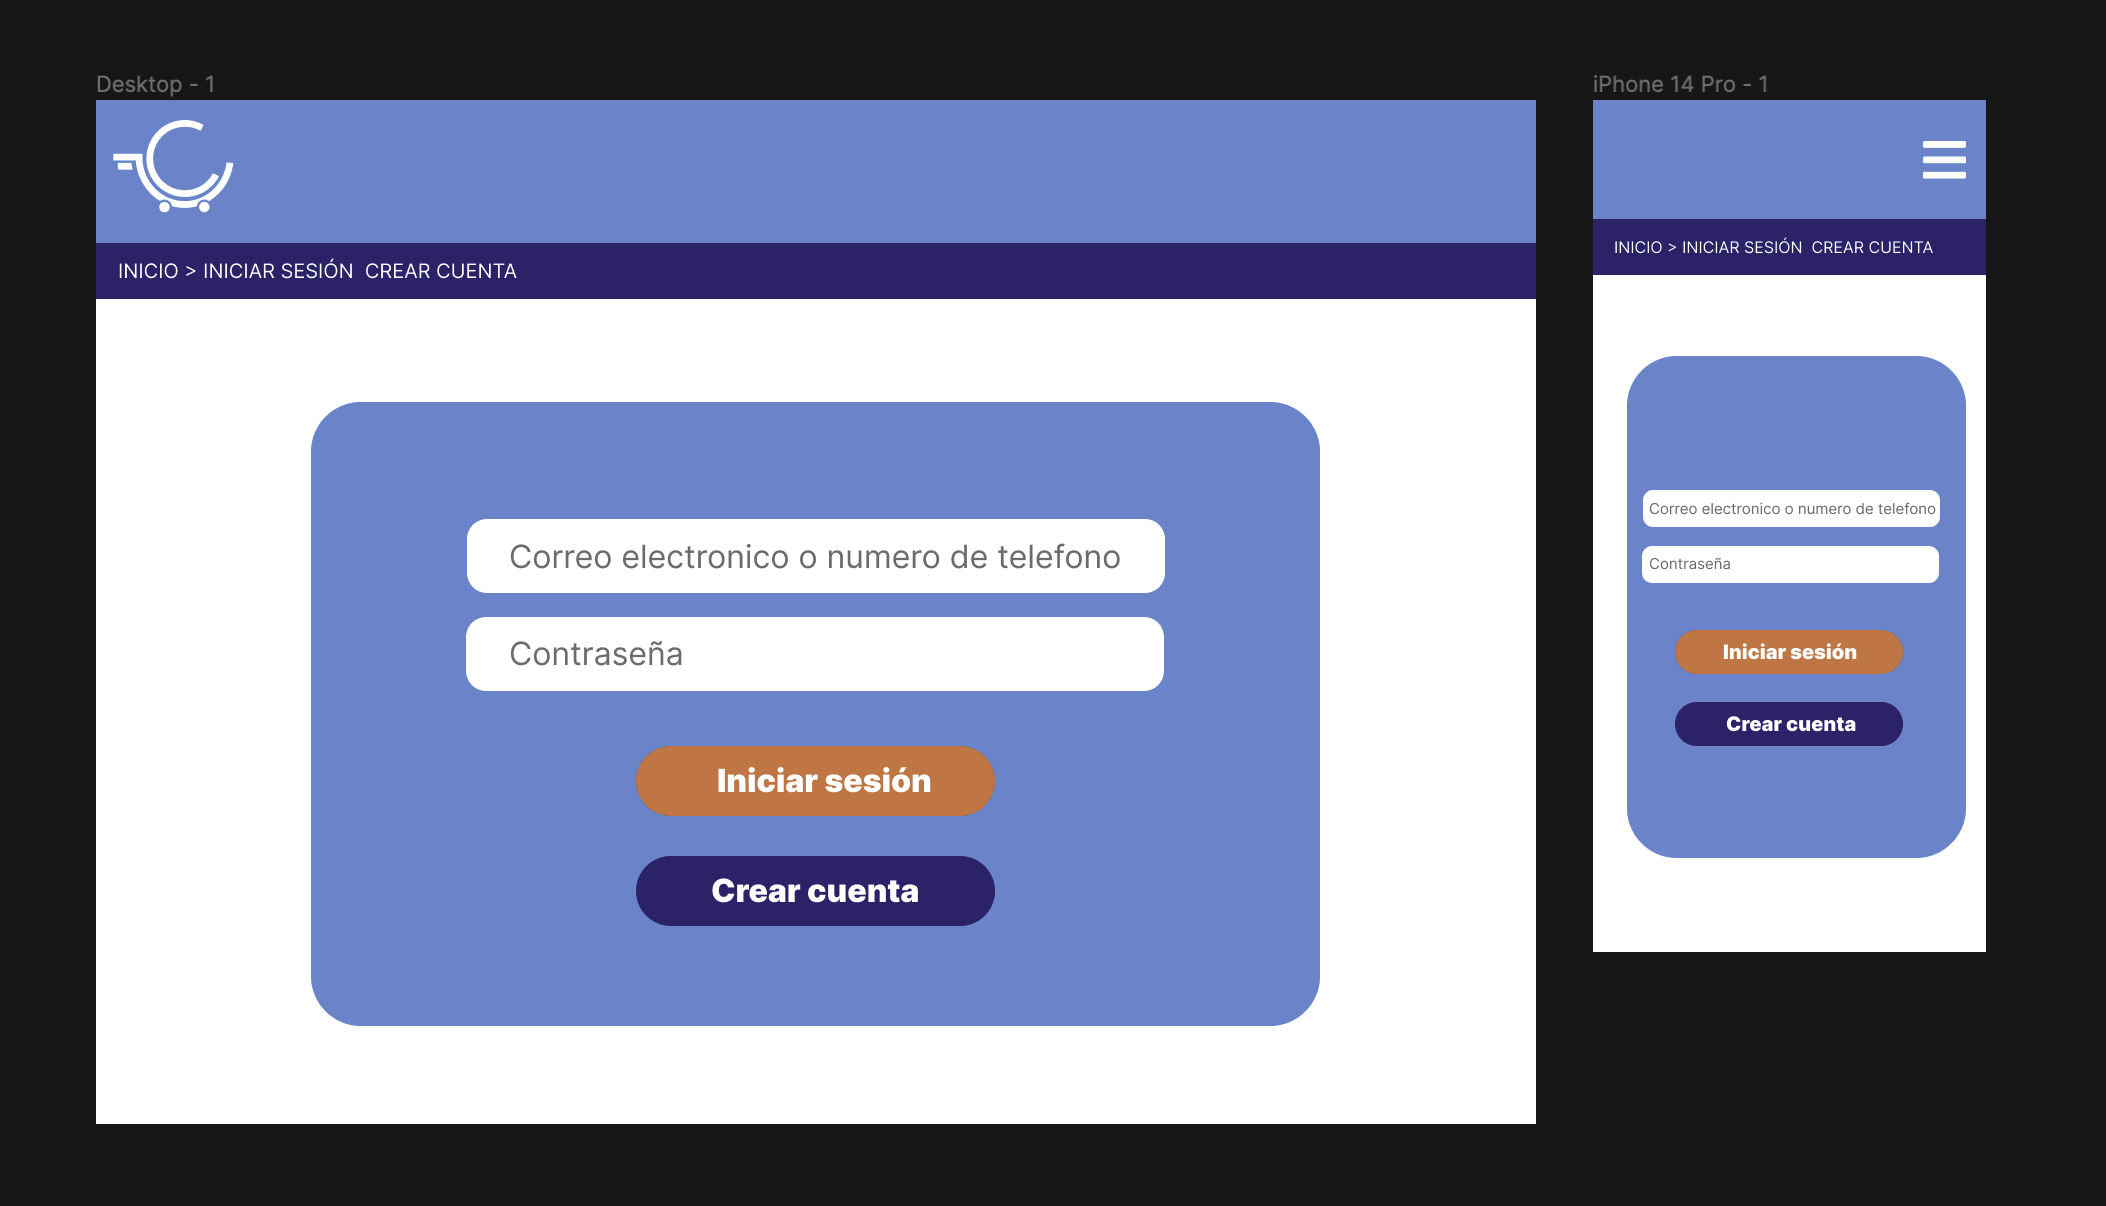 Desktop - 1
INICIO > INICIAR SESIÓN  CREAR CUENTA
Correo electronico o numero de telefono
Contraseña
Iniciar sesión
Crear cuenta
iPhone 14 Pro - 1
INICIO > INICIAR SESIÓN  CREAR CUENTA
Correo electronico o numero de telefono
Contraseña
Iniciar sesión
Crear cuenta